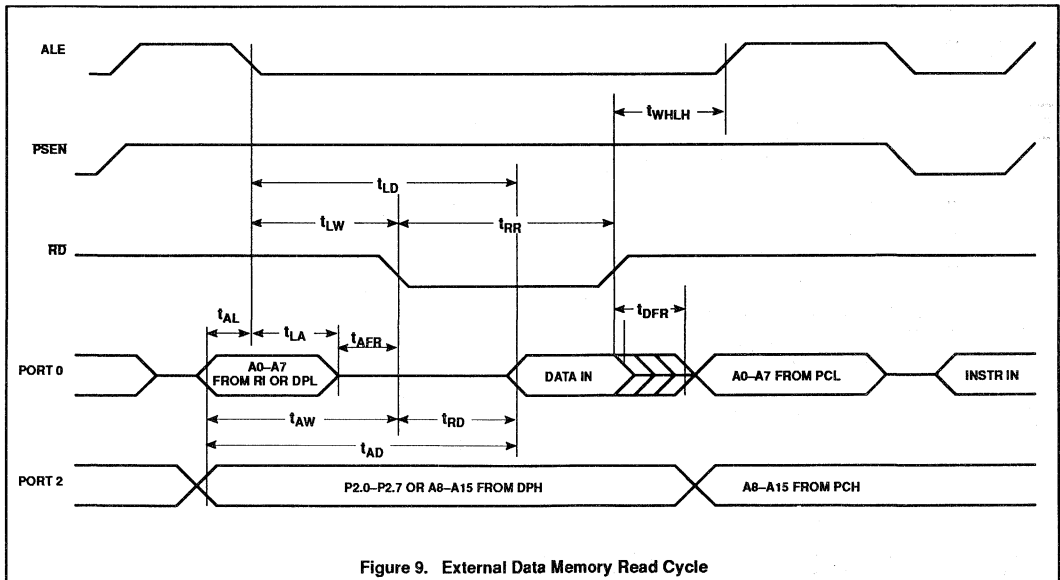 ALE
tWHLH
PSEN
tLD
tLW
tRR
RD
tDFR
tAL
tLA
tAFR
PORT 0
A0–A7
FROM RI OR DPL
DATA IN
A0–A7 FROM PCL
INSTR IN
tAW
tRD
tAD
PORT 2
P2.0–P2.7 OR A8–A15 FROM DPH
A8–A15 FROM PCH
Figure 9. External Data Memory Read Cycle